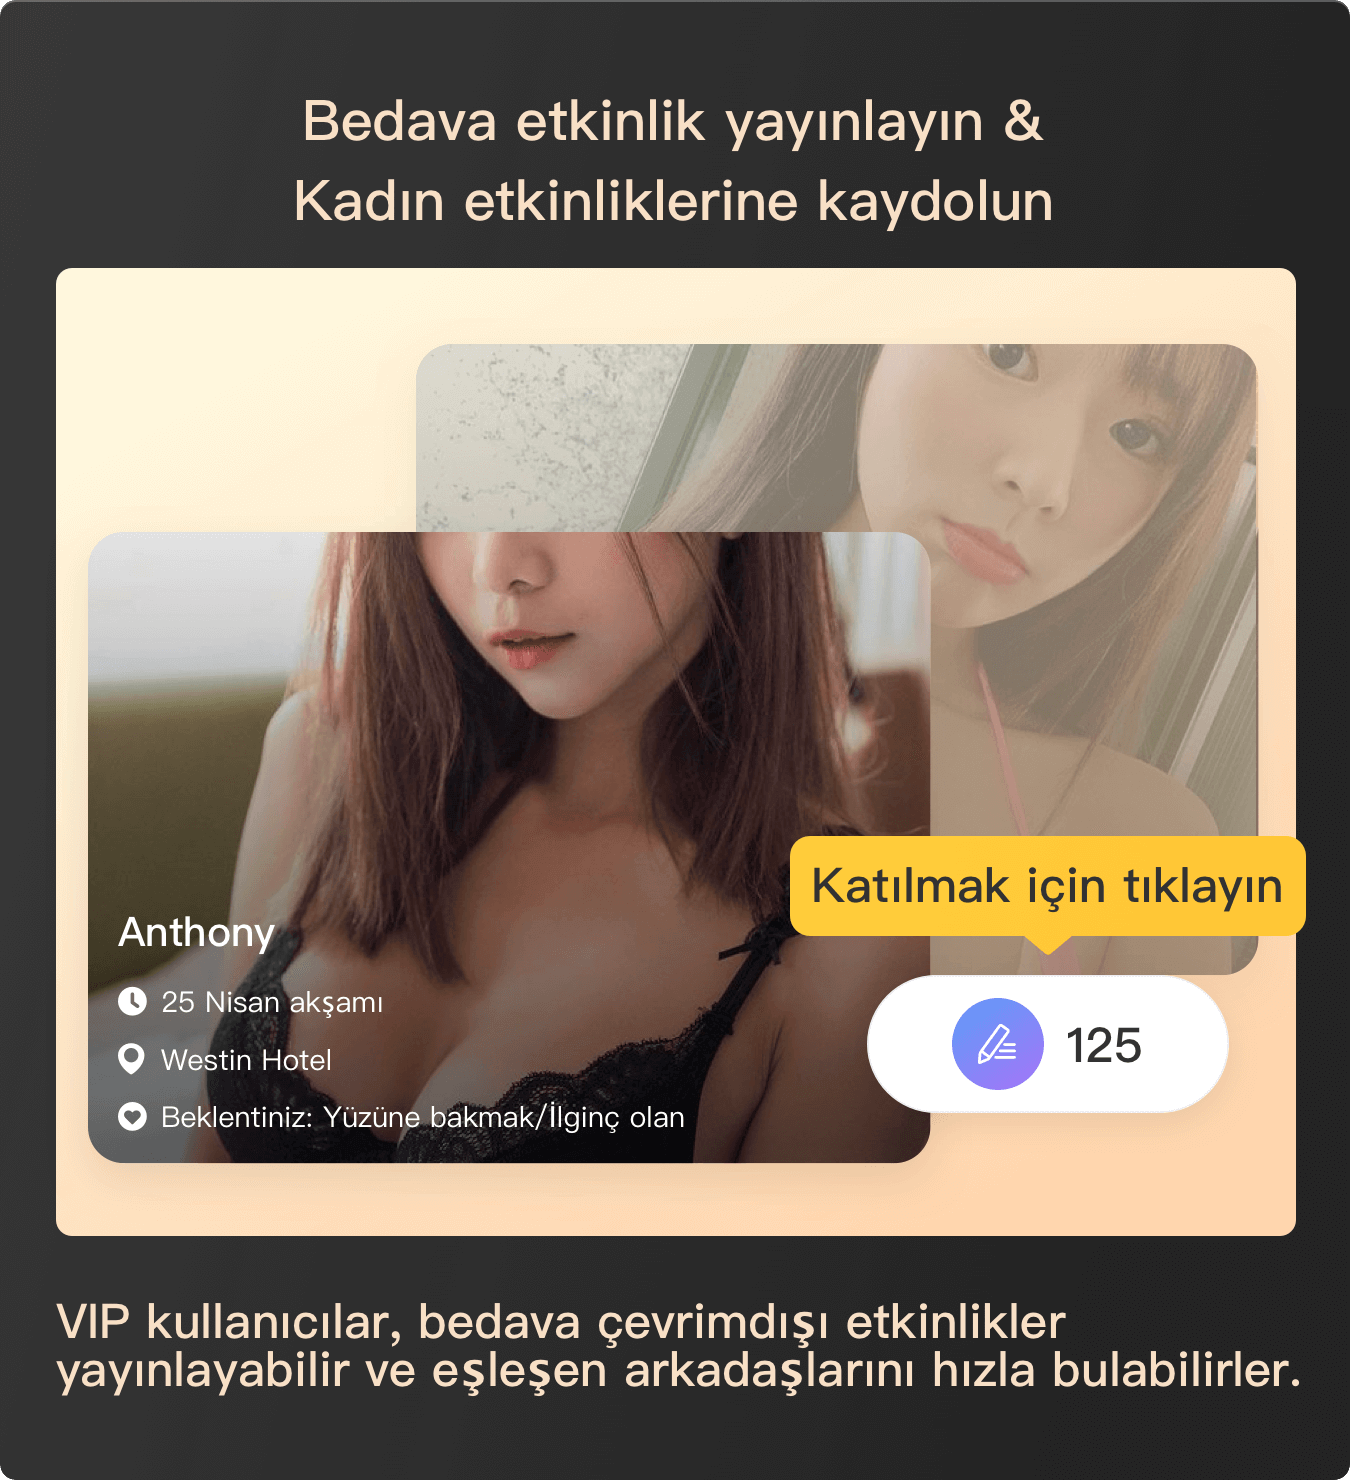 Bedava etkinlik yayınlayın &
Kadın etkinliklerine kaydolun
Katılmak için tıklayın
Anthony
25 Nisan akşamı
125
Westin Hotel
Beklentiniz: Yüzüne bakmak/İlginç olan
VIP kullanıcılar, bedava çevrimdışı etkinlikler
yayınlayabilir ve eşleşen arkadaşlarını hızla bulabilirler.